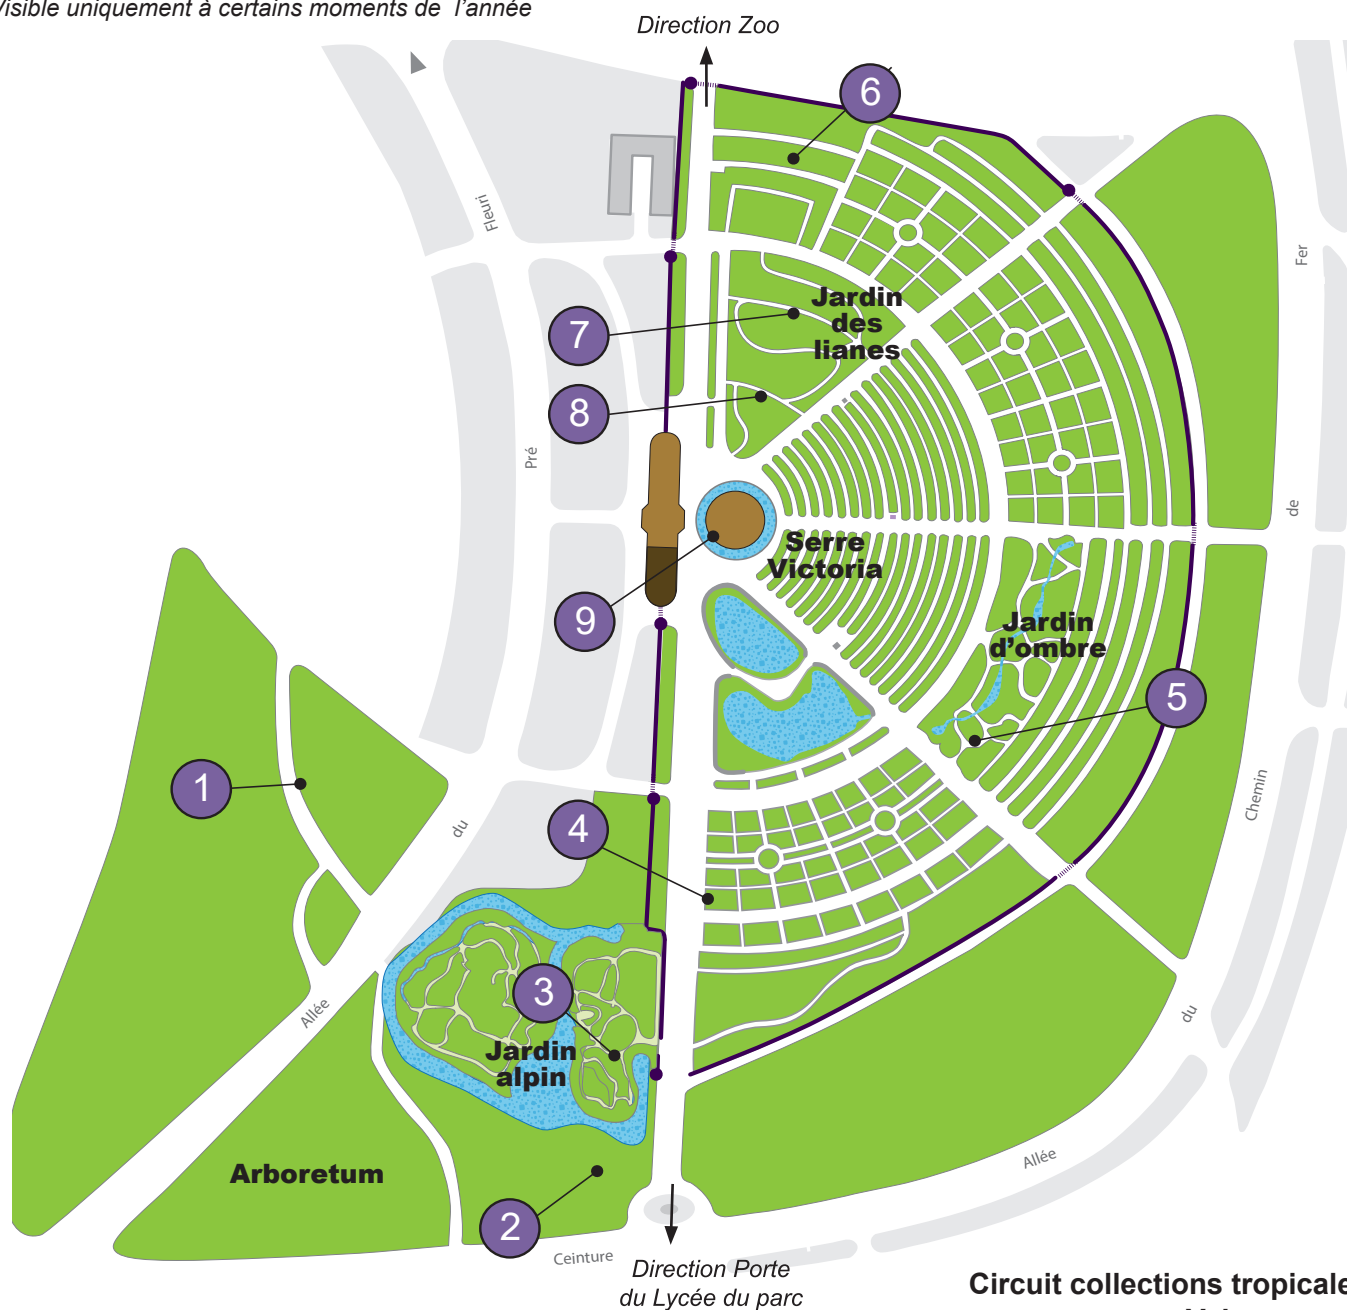 Visible uniquement à certains moments de l'année
Direction Zoo
6
Fleuri
Fer
Jardin
des
lianes
7
8
Pré
de
Serre
Victoria
9
Jardin
d'ombre
5
1
4
du
Chemin
3
Allée
du
Jardin
alpin
Arboretum
Allée
2
Ceinture
Direction Porte
du Lycée du parc
Circuit collections tropicale